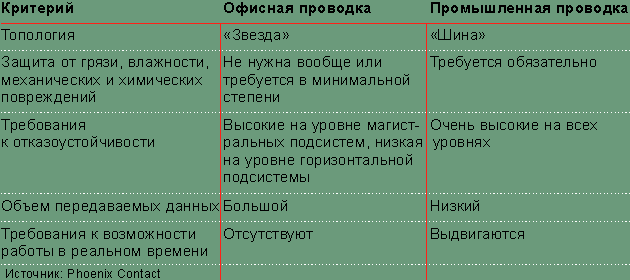 Критерий Офисная проводка Промышленная проводка
Топология «Звезда» «Шина»
Защита от грязи, влажности, Не нужна вообще или Требуется обязательно
механических и химических требуется в минимальной
повреждений степени
Требования Высокие на уровне магист- Очень высокие на всех
к отказоустойчивости ральных подсистем, низкая уровнях
на уровне горизонтальной
подсистемы
Объем передаваемых данных Большой Низкий
Требования к возможности Отсутствуют Выдвигаются
работы в реальном времени
Источник: Phoenix Contact